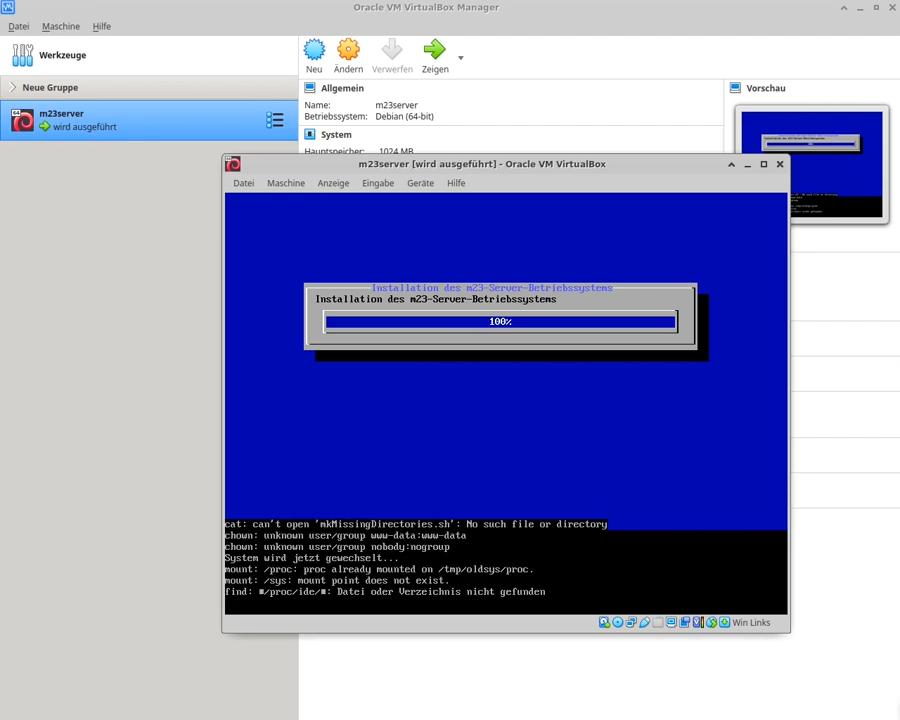 Oracle VM VirtualBox Manager
Datei Maschine Hilfe
Werkzeuge
Neu Ändern Verwerfen Zeigen
Neue Gruppe
m23server
wird ausgeführt
Allgemein
Name: m23server
Betriebssystem: Debian (64-bit)
System
Hauptspeicher: 1024 MB
Vorschau
m23server [wird ausgeführt] - Oracle VM VirtualBox
Datei Maschine Anzeige Eingabe Geräte Hilfe
Installation des m23-Server-Betriebssystems
Installation des m23-Server-Betriebssystems
100%
cat: can't open 'mkMissingDirectories.sh': No such file or directory
chown: unknown user/group www-data:www-data
chown: unknown user/group nobody:nogroup
System wird jetzt gewechselt...
mount: /proc: proc already mounted on /tmp/oldsys/proc.
mount: /sys: mount point does not exist.
find: ■/proc/ide/■: Datei oder Verzeichnis nicht gefunden
Win Links